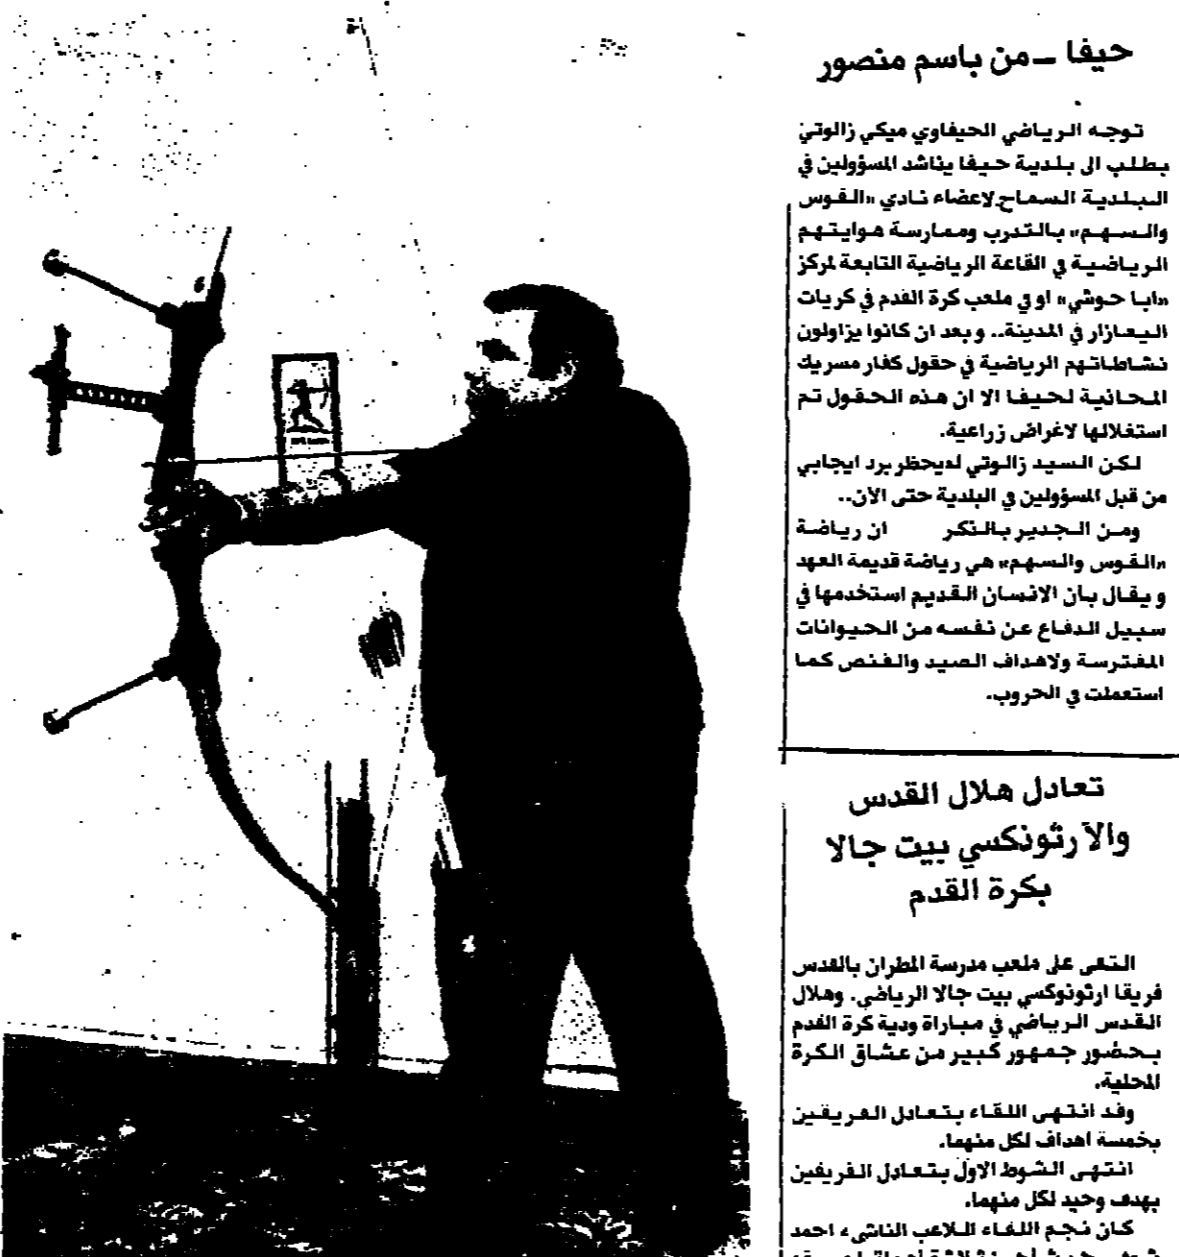 حيفا ــ من باسم منصور
توجه الرياضي الحيفاوي ميكي زالوتي
بطلب الى بلدية حيفا يناشد المسؤولين في
البلدية السماح لاعضاء نادي «القوس
والسهم» بالتدرب وممارسة هوايتهم
الرياضية في القاعة الرياضية التابعة لمركز
«ابا حوشي» او في ملعب كرة القدم في كريات
اليعازار في المدينة.. وبعد ان كانوا يزاولون
نشاطاتهم الرياضية في حقول كفار مسريك
المحاذية لحيفا الا ان هذه الحقول تم
استغلالها لاغراض زراعية.
لكن السيد زالوتي لم يحظ برد ايجابي
من قبل المسؤولين في البلدية حتى الآن..
ومن الجدير بالذكر ان رياضة
«القوس والسهم» هي رياضة قديمة العهد
ويقال بان الانسان القديم استخدمها في
سبيل الدفاع عن نفسه من الحيوانات
المفترسة ولاهداف الصيد والقنص كما
استعملت في الحروب.
تعادل هلال القدس
والآرثونكسي بيت جالا
بكرة القدم
التقى على ملعب مدرسة المطران بالقدس
فريقا ارثونوكسي بيت جالا الرياضي. وهلال
القدس الرياضي في مباراة ودية كرة القدم
بحضور جمهور كبير من عشاق الكرة
المحلية.
وقد انتهى اللقاء بتعادل الفريقين
بخمسة اهداف لكل منهما.
انتهى الشوط الاول بتعادل الفريقين
بهدف وحيد لكل منهما.
كان نجم اللقاء اللاعب الناشىء احمد